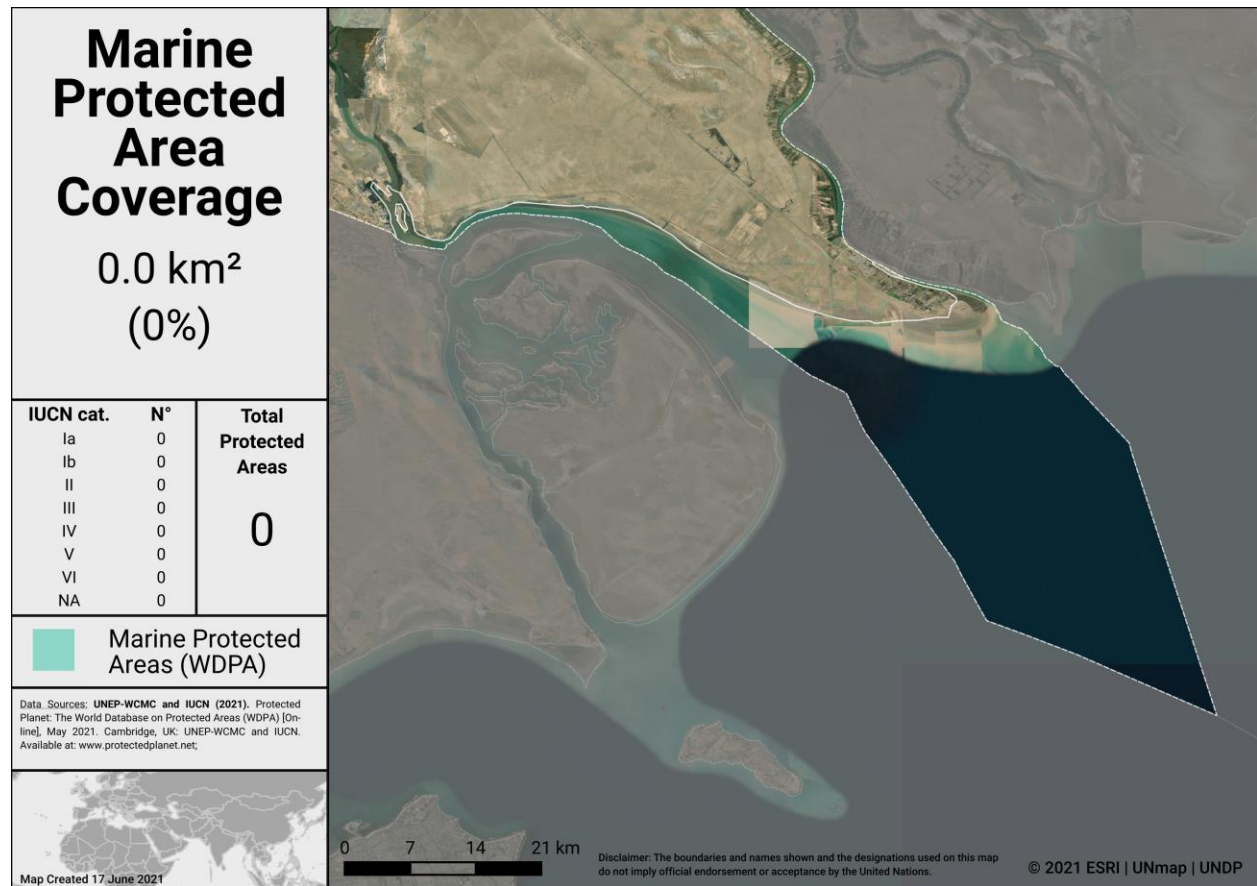 Marine
Protected
Area
Coverage
0.0 km²
(0%)
IUCN cat. N°
Ia 0
Ib 0
II 0
III 0
IV 0
V 0
VI 0
NA 0
Total
Protected
Areas
0
Marine Protected
Areas (WDPA)
Data Sources: UNEP-WCMC and IUCN (2021). Protected
Planet: The World Database on Protected Areas (WDPA) [On-
line], May 2021. Cambridge, UK: UNEP-WCMC and IUCN.
Available at: www.protectedplanet.net;
Map Created 17 June 2021
0 7 14 21 km
Disclaimer: The boundaries and names shown and the designations used on this map
do not imply official endorsement or acceptance by the United Nations.
© 2021 ESRI | UNmap | UNDP